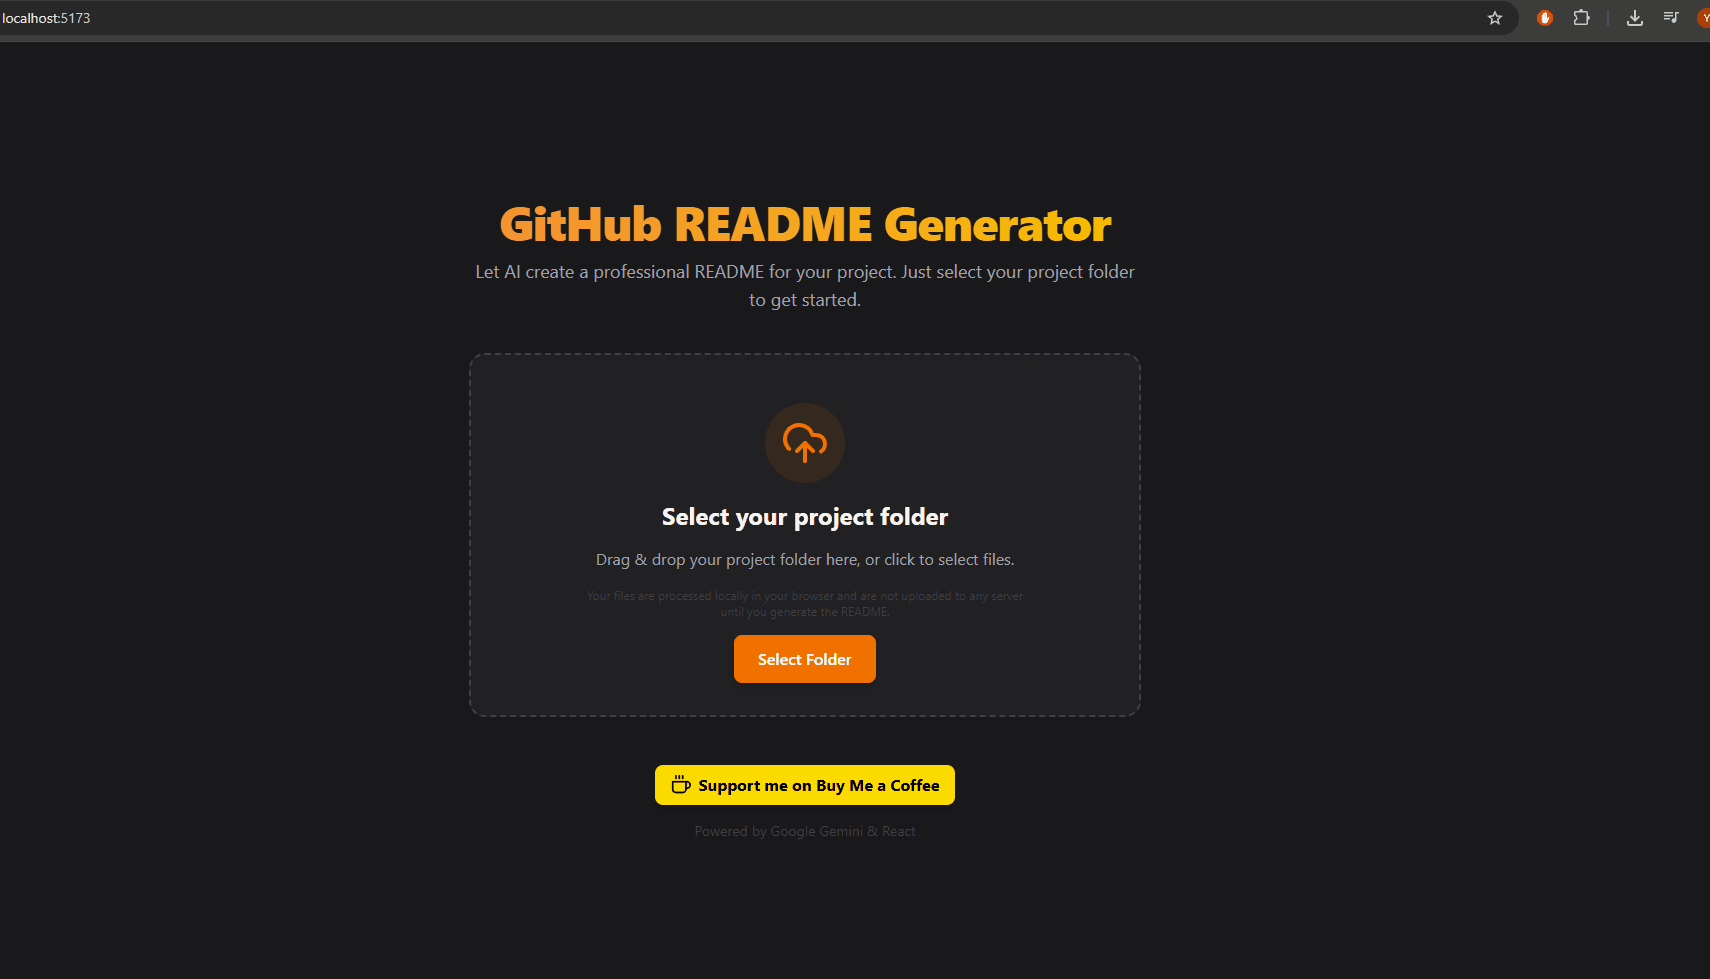 localhost:5173
Y
GitHub README Generator
Let AI create a professional README for your project. Just select your project folder
to get started.
Select your project folder
Drag & drop your project folder here, or click to select files.
Your files are processed locally in your browser and are not uploaded to any server
until you generate the README.
Select Folder
Support me on Buy Me a Coffee
Powered by Google Gemini & React